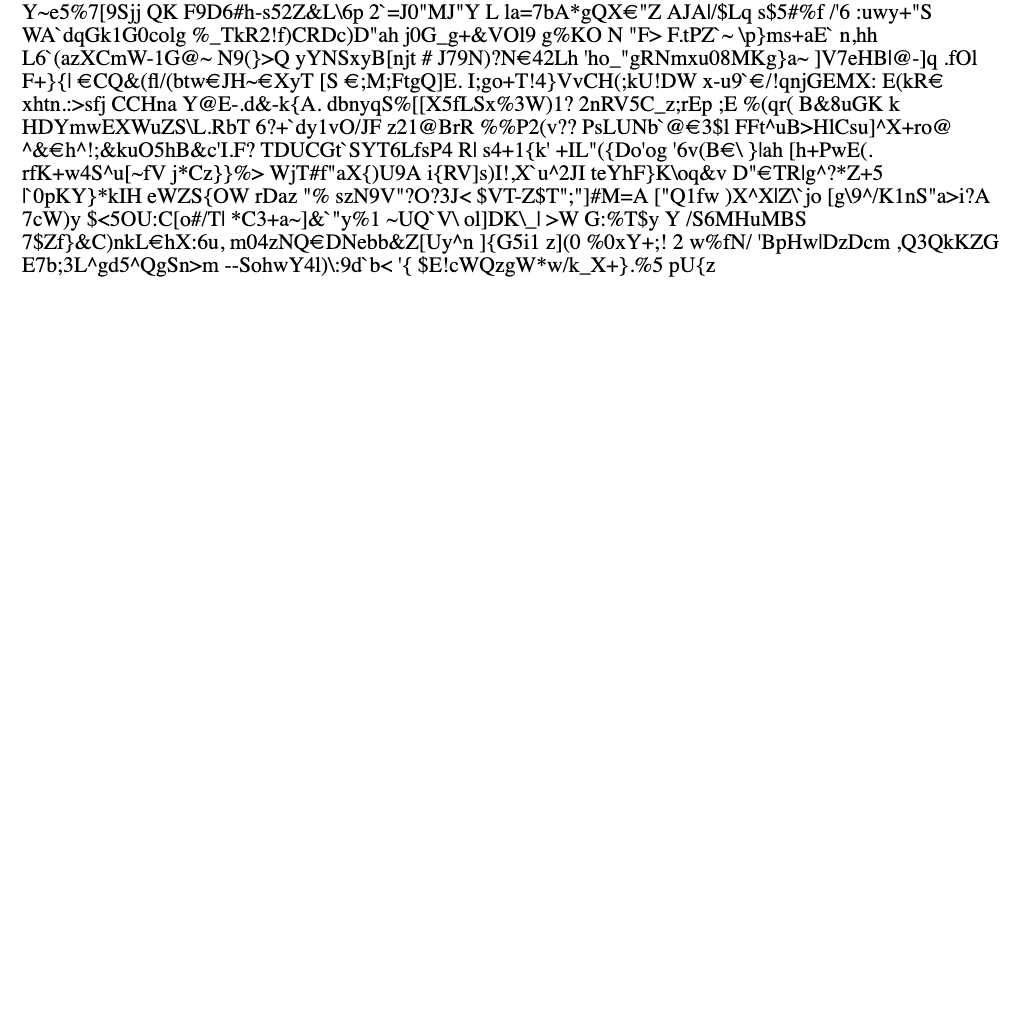 Y~e5%7[9Sjj QK F9D6#h-s52Z&L\6p 2`=J0"MJ"Y L la=7bA*gQX€"Z AJA|/$Lq s$5#%f /'6 :uwy+"S
WA`dqGk1G0colg %_TkR2!f)CRDc)D"ah j0G_g+&VOl9 g%KO N "F> F.tPZ`~ \p}ms+aE` n,hh
L6`(azXCmW-1G@~ N9(}>Q yYNSxyB[njt # J79N)?N€42Lh 'ho_"gRNmxu08MKg}a~ ]V7eHB|@-]q .fOl
F+}{| €CQ&(fl/(btw€JH~€XyT [S €;M;FtgQ]E. I;go+T!4}VvCH(;kU!DW x-u9`€/!qnjGEMX: E(kR€
xhtn.:>sfj CCHna Y@E-.d&-k{A. dbnyqS%[[X5fLSx%3W)1? 2nRV5C_z;rEp ;E %(qr( B&8uGK k
HDYmwEXWuZS\L.RbT 6?+`dy1vO/JF z21@BrR %%P2(v?? PsLUNb`@€3$l FFt^uB>HlCsu]^X+ro@
^&€h^!;&kuO5hB&c'I.F? TDUCGt`SYT6LfsP4 R| s4+1{k' +IL"({Do'og '6v(B€\ }|ah [h+PwE(.
rfK+w4S^u[~fV j*Cz}}%> WjT#f"aX{)U9A i{RV]s)I!,X`u^2JI teYhF}K\oq&v D"€TR|g^?*Z+5
l`0pKY}*kIH eWZS{OW rDaz "% szN9V"?O?3J< $VT-Z$T";"]#M=A ["Q1fw )X^X|Z\`jo [g\9^/K1nS"a>i?A
7cW)y $<5OU:C[o#/T| *C3+a~]&`"y%1 ~UQ`V\ ol]]DK\_| >W G:%T$y Y /S6MHuMBS
7$Zf}&C)nkL€hX:6u, m04zNQ€DNebb&Z[Uy^n ]{G5i1 z](0 %0xY+;! 2 w%fN/ 'BpHw|DzDcm ,Q3QkKZG
E7b;3L^gd5^QgSn>m --SohwY4l)\:9d`b< '{ $E!cWQzgW*w/k_X+}.%5 pU{z